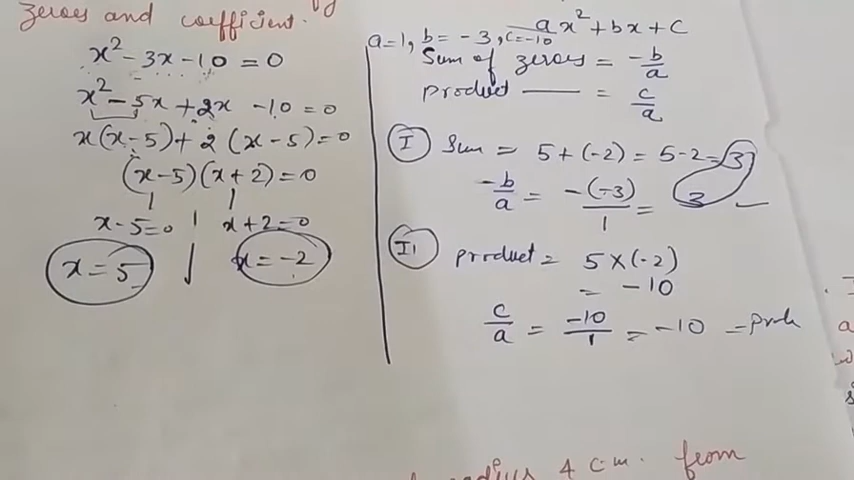 zeroes and coefficient. by
x² - 3x - 10 = 0
x² - 5x + 2x - 10 = 0
x(x-5) + 2(x-5) = 0
(x-5)(x+2) = 0
x-5=0 | x+2=0
x = 5
x = -2
ax² + bx + c
a=1, b= -3, c=-10
Sum of zeroes = -b/a
product —— = c/a
I Sum = 5+(-2) = 5-2=3
-b/a = -(-3)/1 = 3
II product = 5×(-2)
= -10
c/a = -10/1 = -10
radius 4 cm. from